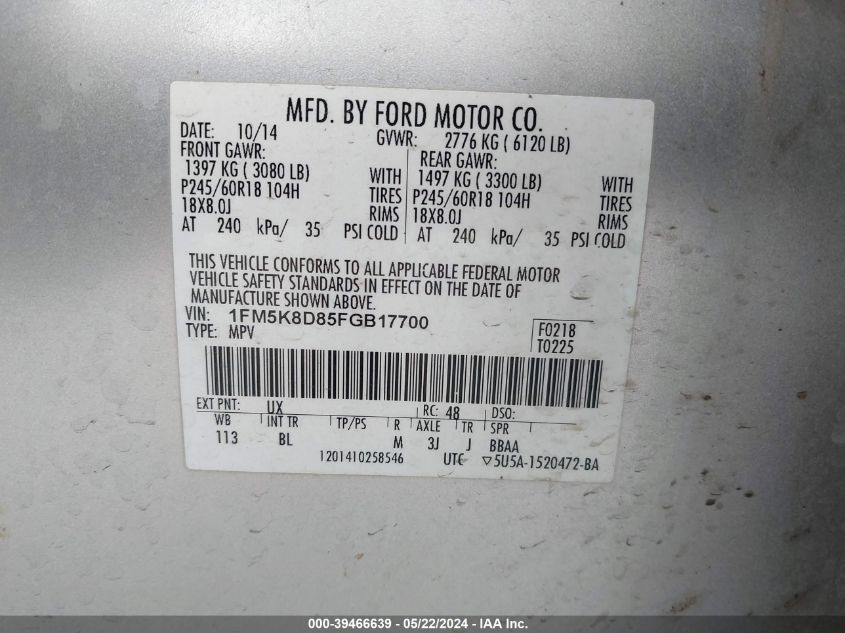 MFD. BY FORD MOTOR CO.
DATE: 10/14 GVWR: 2776 KG ( 6120 LB)
FRONT GAWR: REAR GAWR:
1397 KG ( 3080 LB) WITH 1497 KG ( 3300 LB) WITH
P245/60R18 104H TIRES P245/60R18 104H TIRES
18X8.0J RIMS 18X8.0J RIMS
AT 240 kPa/ 35 PSI COLD AT 240 kPa/ 35 PSI COLD
THIS VEHICLE CONFORMS TO ALL APPLICABLE FEDERAL MOTOR
VEHICLE SAFETY STANDARDS IN EFFECT ON THE DATE OF
MANUFACTURE SHOWN ABOVE.
VIN: 1FM5K8D85FGB17700
TYPE: MPV
F0218
T0225
EXT PNT: UX RC: 48 DSO:
WB INT TR TP/PS R AXLE TR SPR
113 BL M 3J J BBAA
1201410258546 UTC ▽5U5A-1520472-BA
000-39466639 - 05/22/2024 - IAA Inc.